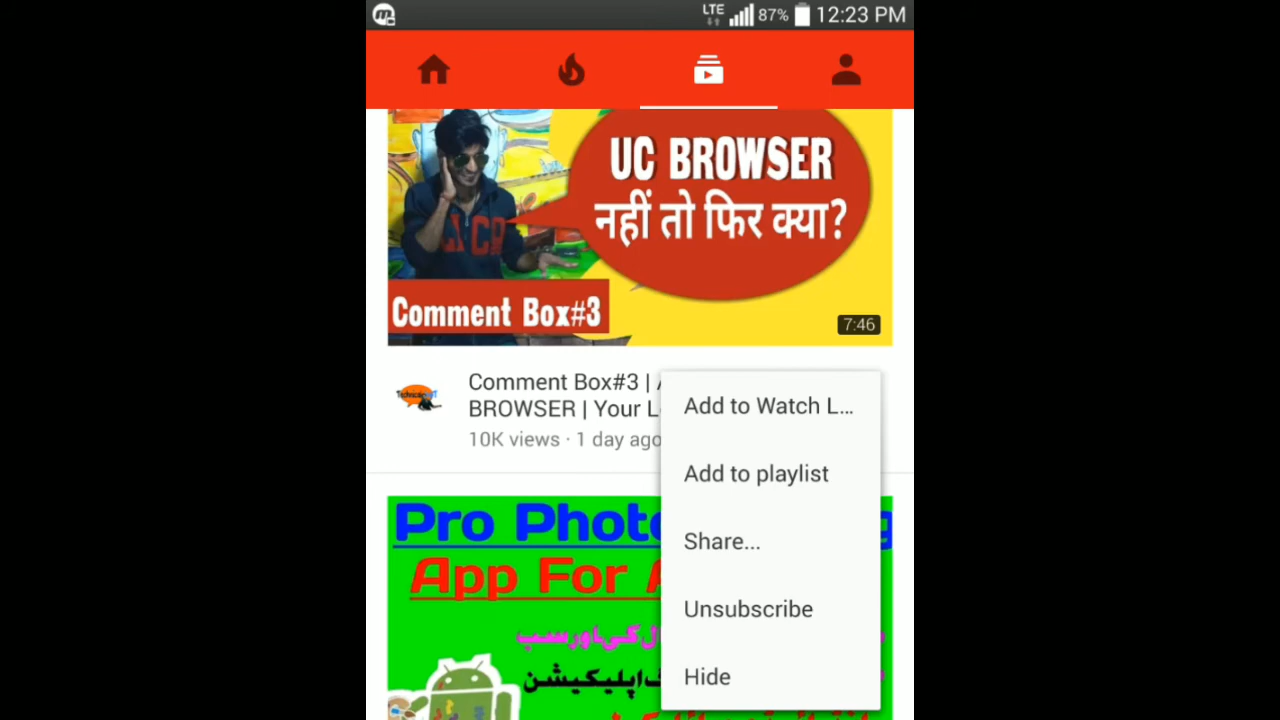 LTE 87% 12:23 PM
UC BROWSER
नहीं तो फिर क्या?
Comment Box#3
7:46
Comment Box#3 |
BROWSER | Your
10K views · 1 day ago
Add to Watch L...
Add to playlist
Share...
Unsubscribe
Hide
Pro
App For
اپلیکیشن